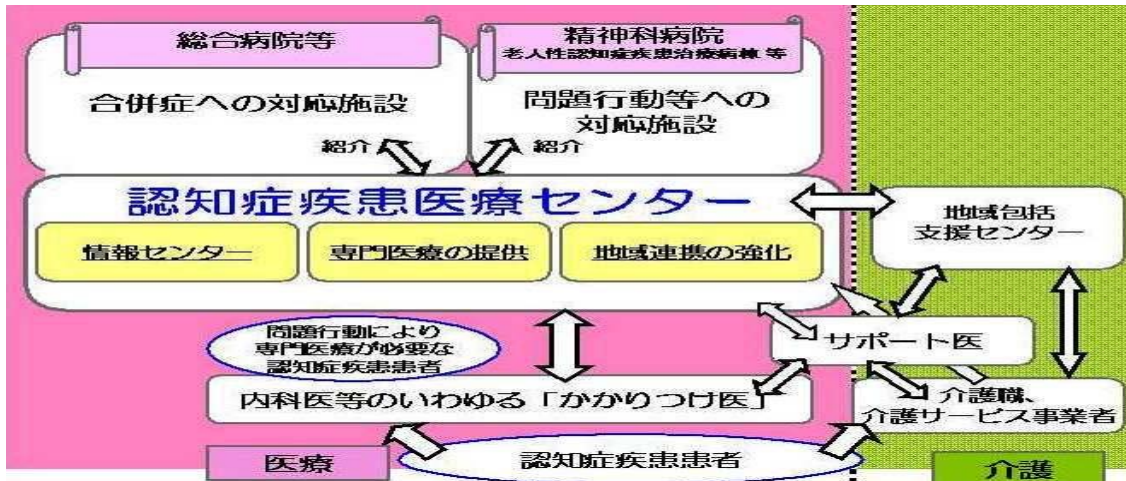 総合病院等
精神科病院
老人性認知症疾患治療病棟 等
合併症への対応施設
問題行動等への
対応施設
紹介
紹介
認知症疾患医療センター
情報センター
専門医療の提供
地域連携の強化
地域包括
支援センター
問題行動により
専門医療が必要な
認知症疾患患者
サポート医
内科医等のいわゆる「かかりつけ医」
介護職、
介護サービス事業者
医療
認知症疾患患者
介護